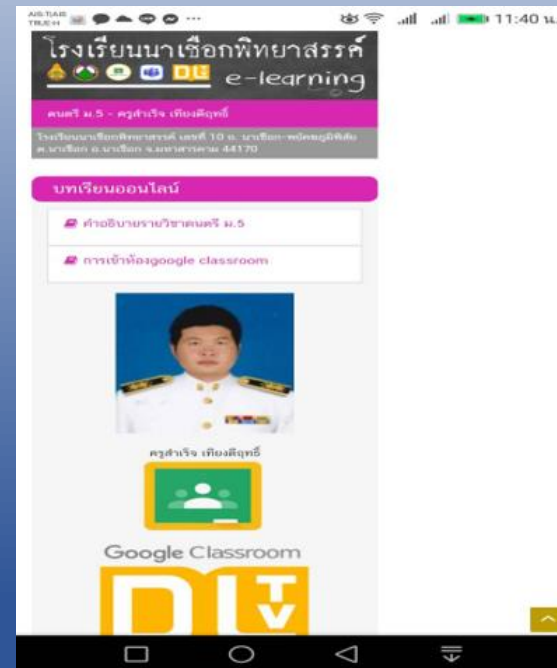 AIS-T|AIS
TRUE-H
11:40 น.
โรงเรียนนาเชือกพิทยาสรรค์
DLTV
e-learning
ดนตรี ม.5 - ครูสำเร็จ เทียงดีฤทธิ์
โรงเรียนนาเชือกพิทยาสรรค์ เลขที่ 10 ถ. นาเชือก-พยัคฆภูมิพิสัย
ต.นาเชือก อ.นาเชือก จ.มหาสารคาม 44170
บทเรียนออนไลน์
คำอธิบายรายวิชาดนตรี ม.5
การเข้าห้องgoogle classroom
ครูสำเร็จ เทียงดีฤทธิ์
Google Classroom
DLTV